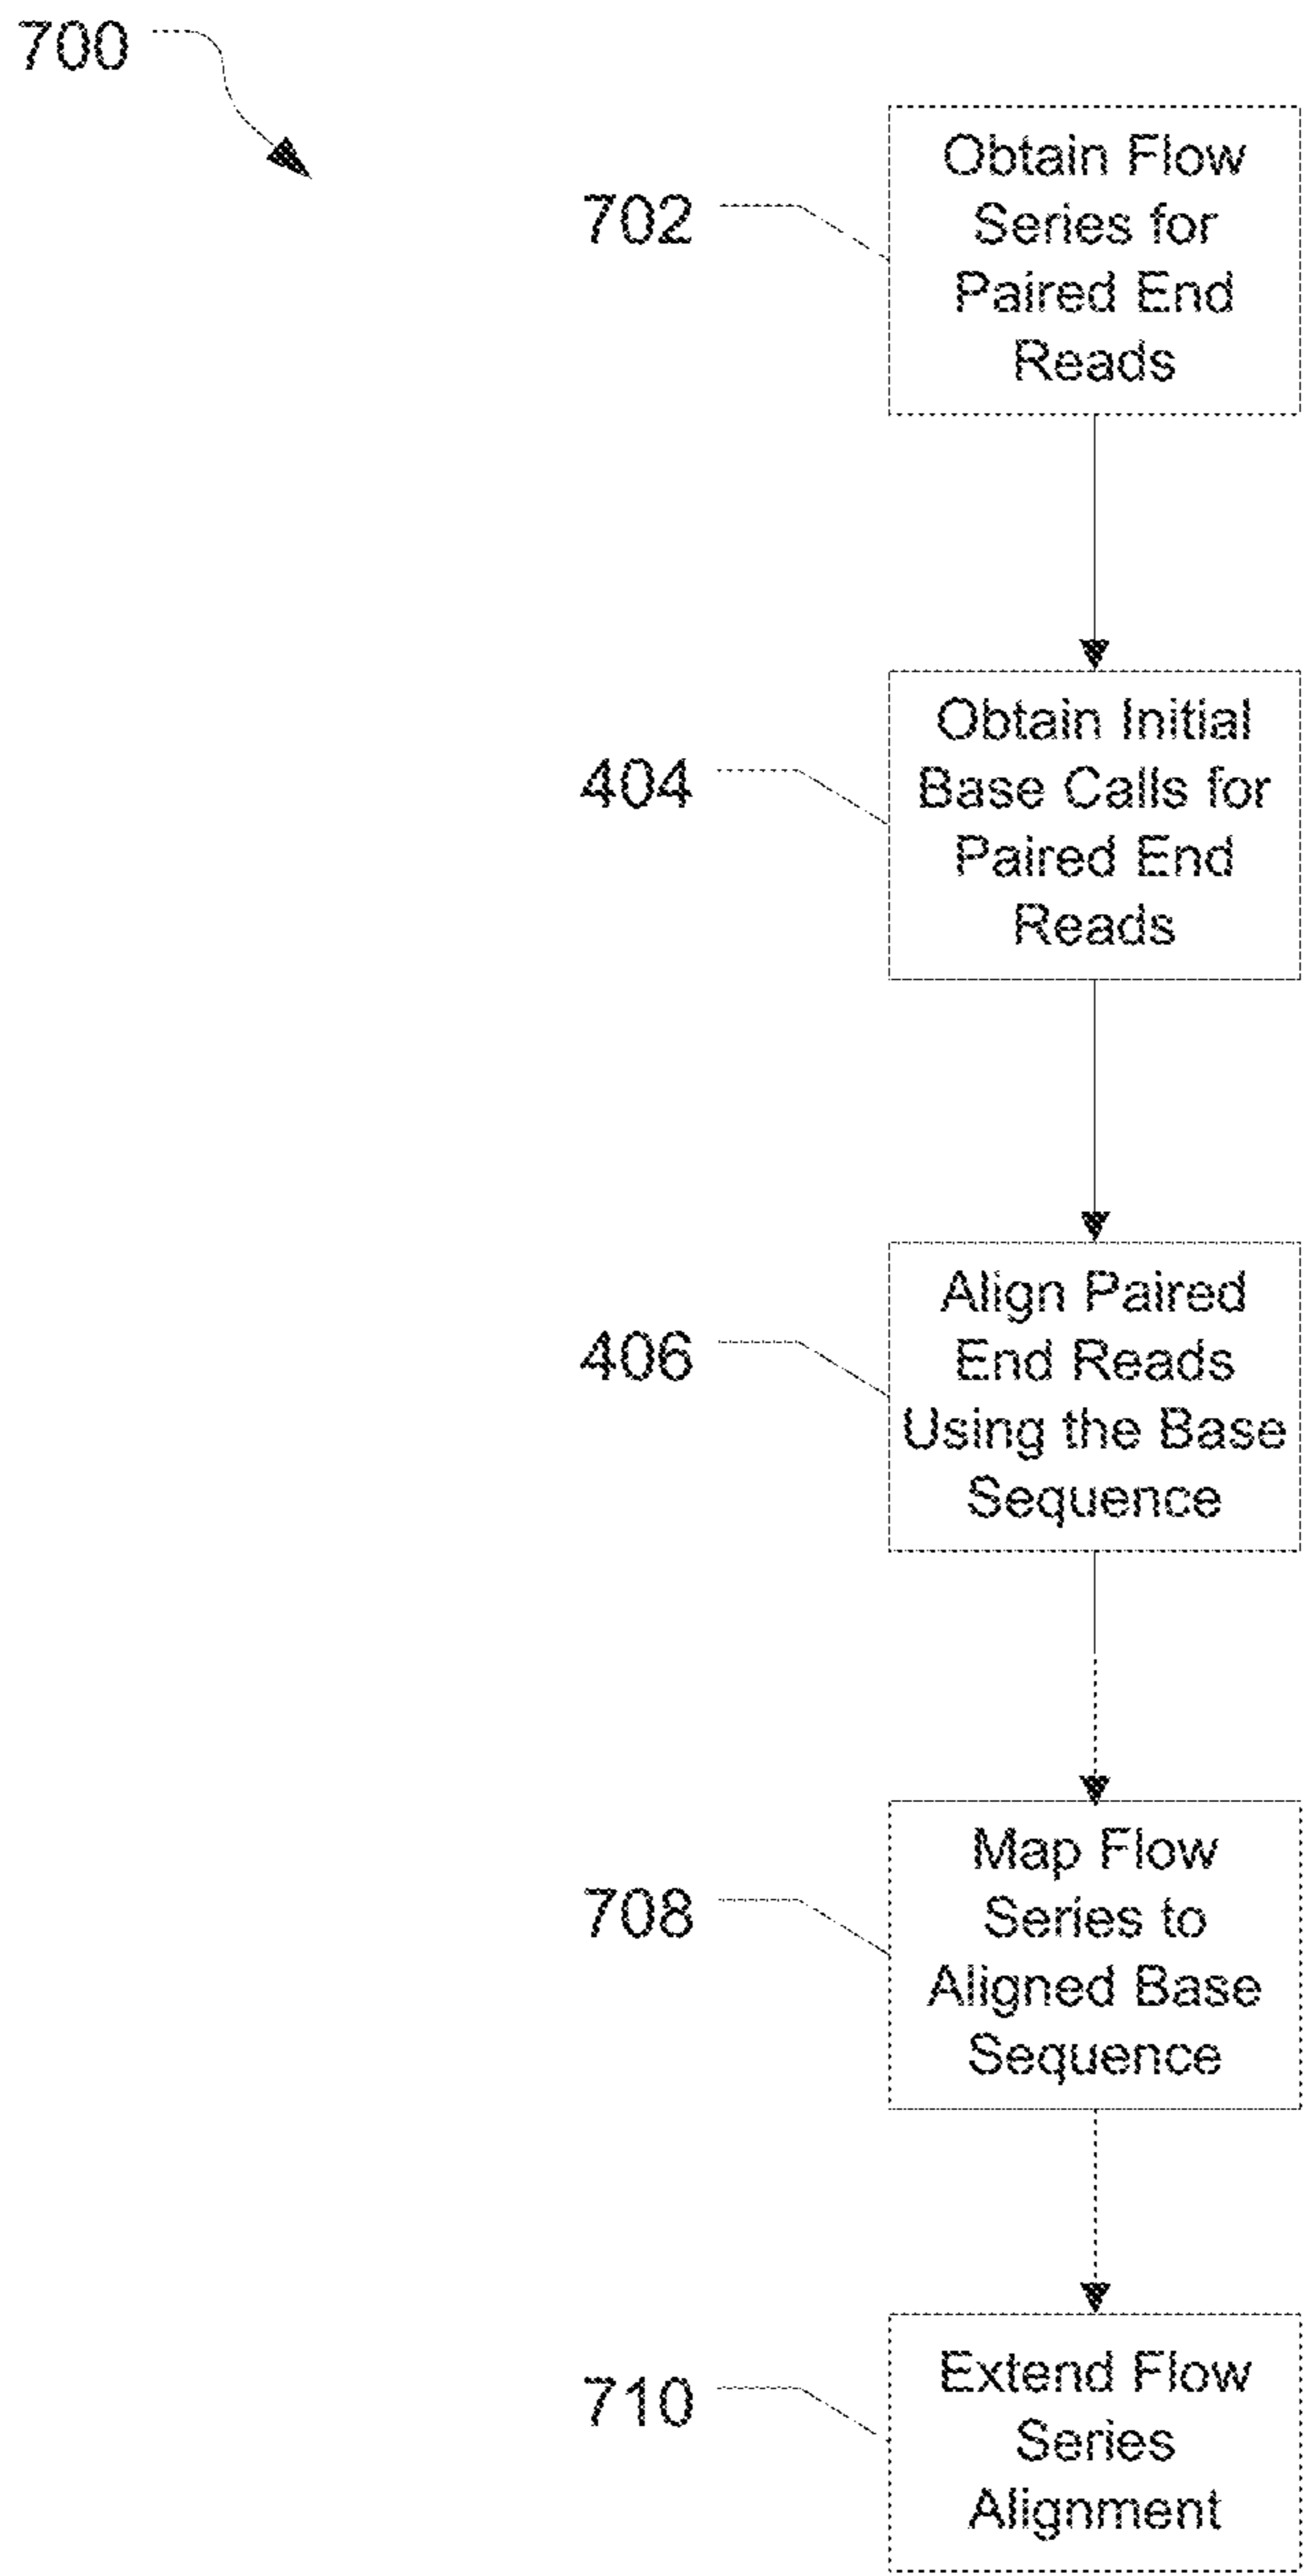 700
702
Obtain Flow
Series for
Paired End
Reads
404
Obtain Initial
Base Calls for
Paired End
Reads
406
Align Paired
End Reads
Using the Base
Sequence
708
Map Flow
Series to
Aligned Base
Sequence
710
Extend Flow
Series
Alignment